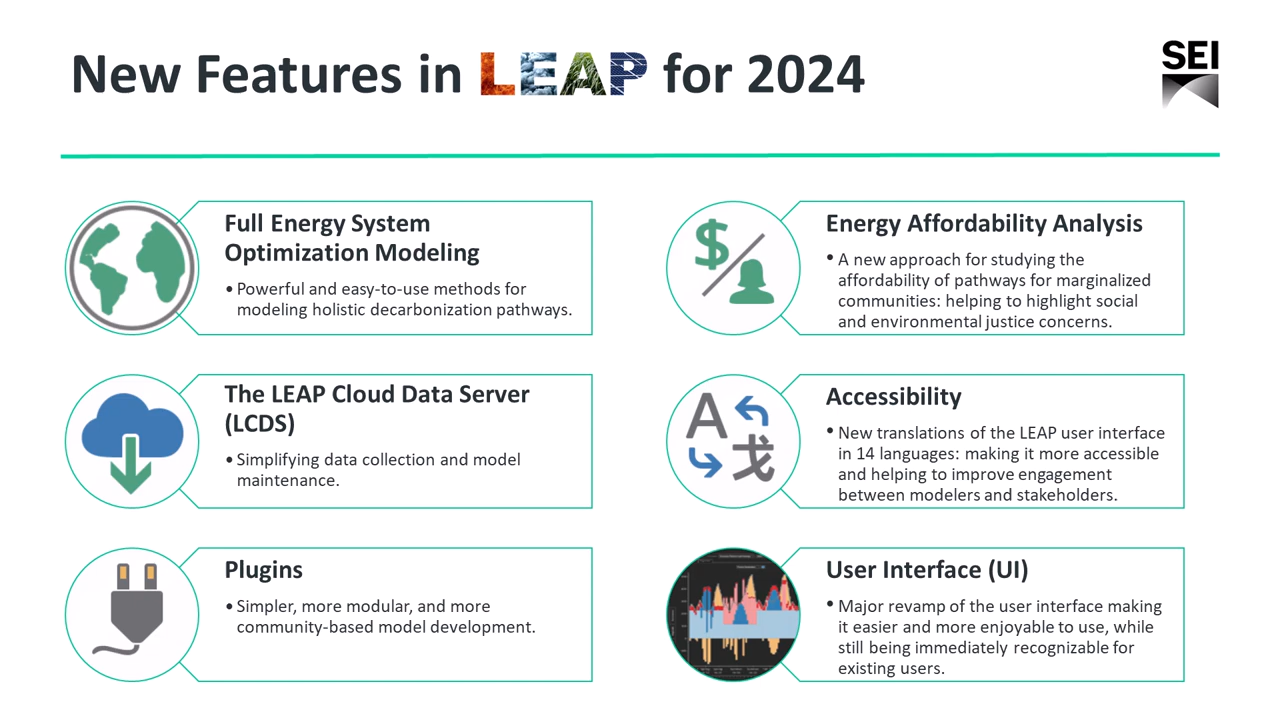 New Features in LEAP for 2024
SEI
Full Energy System
Optimization Modeling
• Powerful and easy-to-use methods for
modeling holistic decarbonization pathways.
The LEAP Cloud Data Server
(LCDS)
• Simplifying data collection and model
maintenance.
Plugins
• Simpler, more modular, and more
community-based model development.
Energy Affordability Analysis
• A new approach for studying the
affordability of pathways for marginalized
communities: helping to highlight social
and environmental justice concerns.
A
戈
Accessibility
• New translations of the LEAP user interface
in 14 languages: making it more accessible
and helping to improve engagement
between modelers and stakeholders.
User Interface (UI)
• Major revamp of the user interface making
it easier and more enjoyable to use, while
still being immediately recognizable for
existing users.